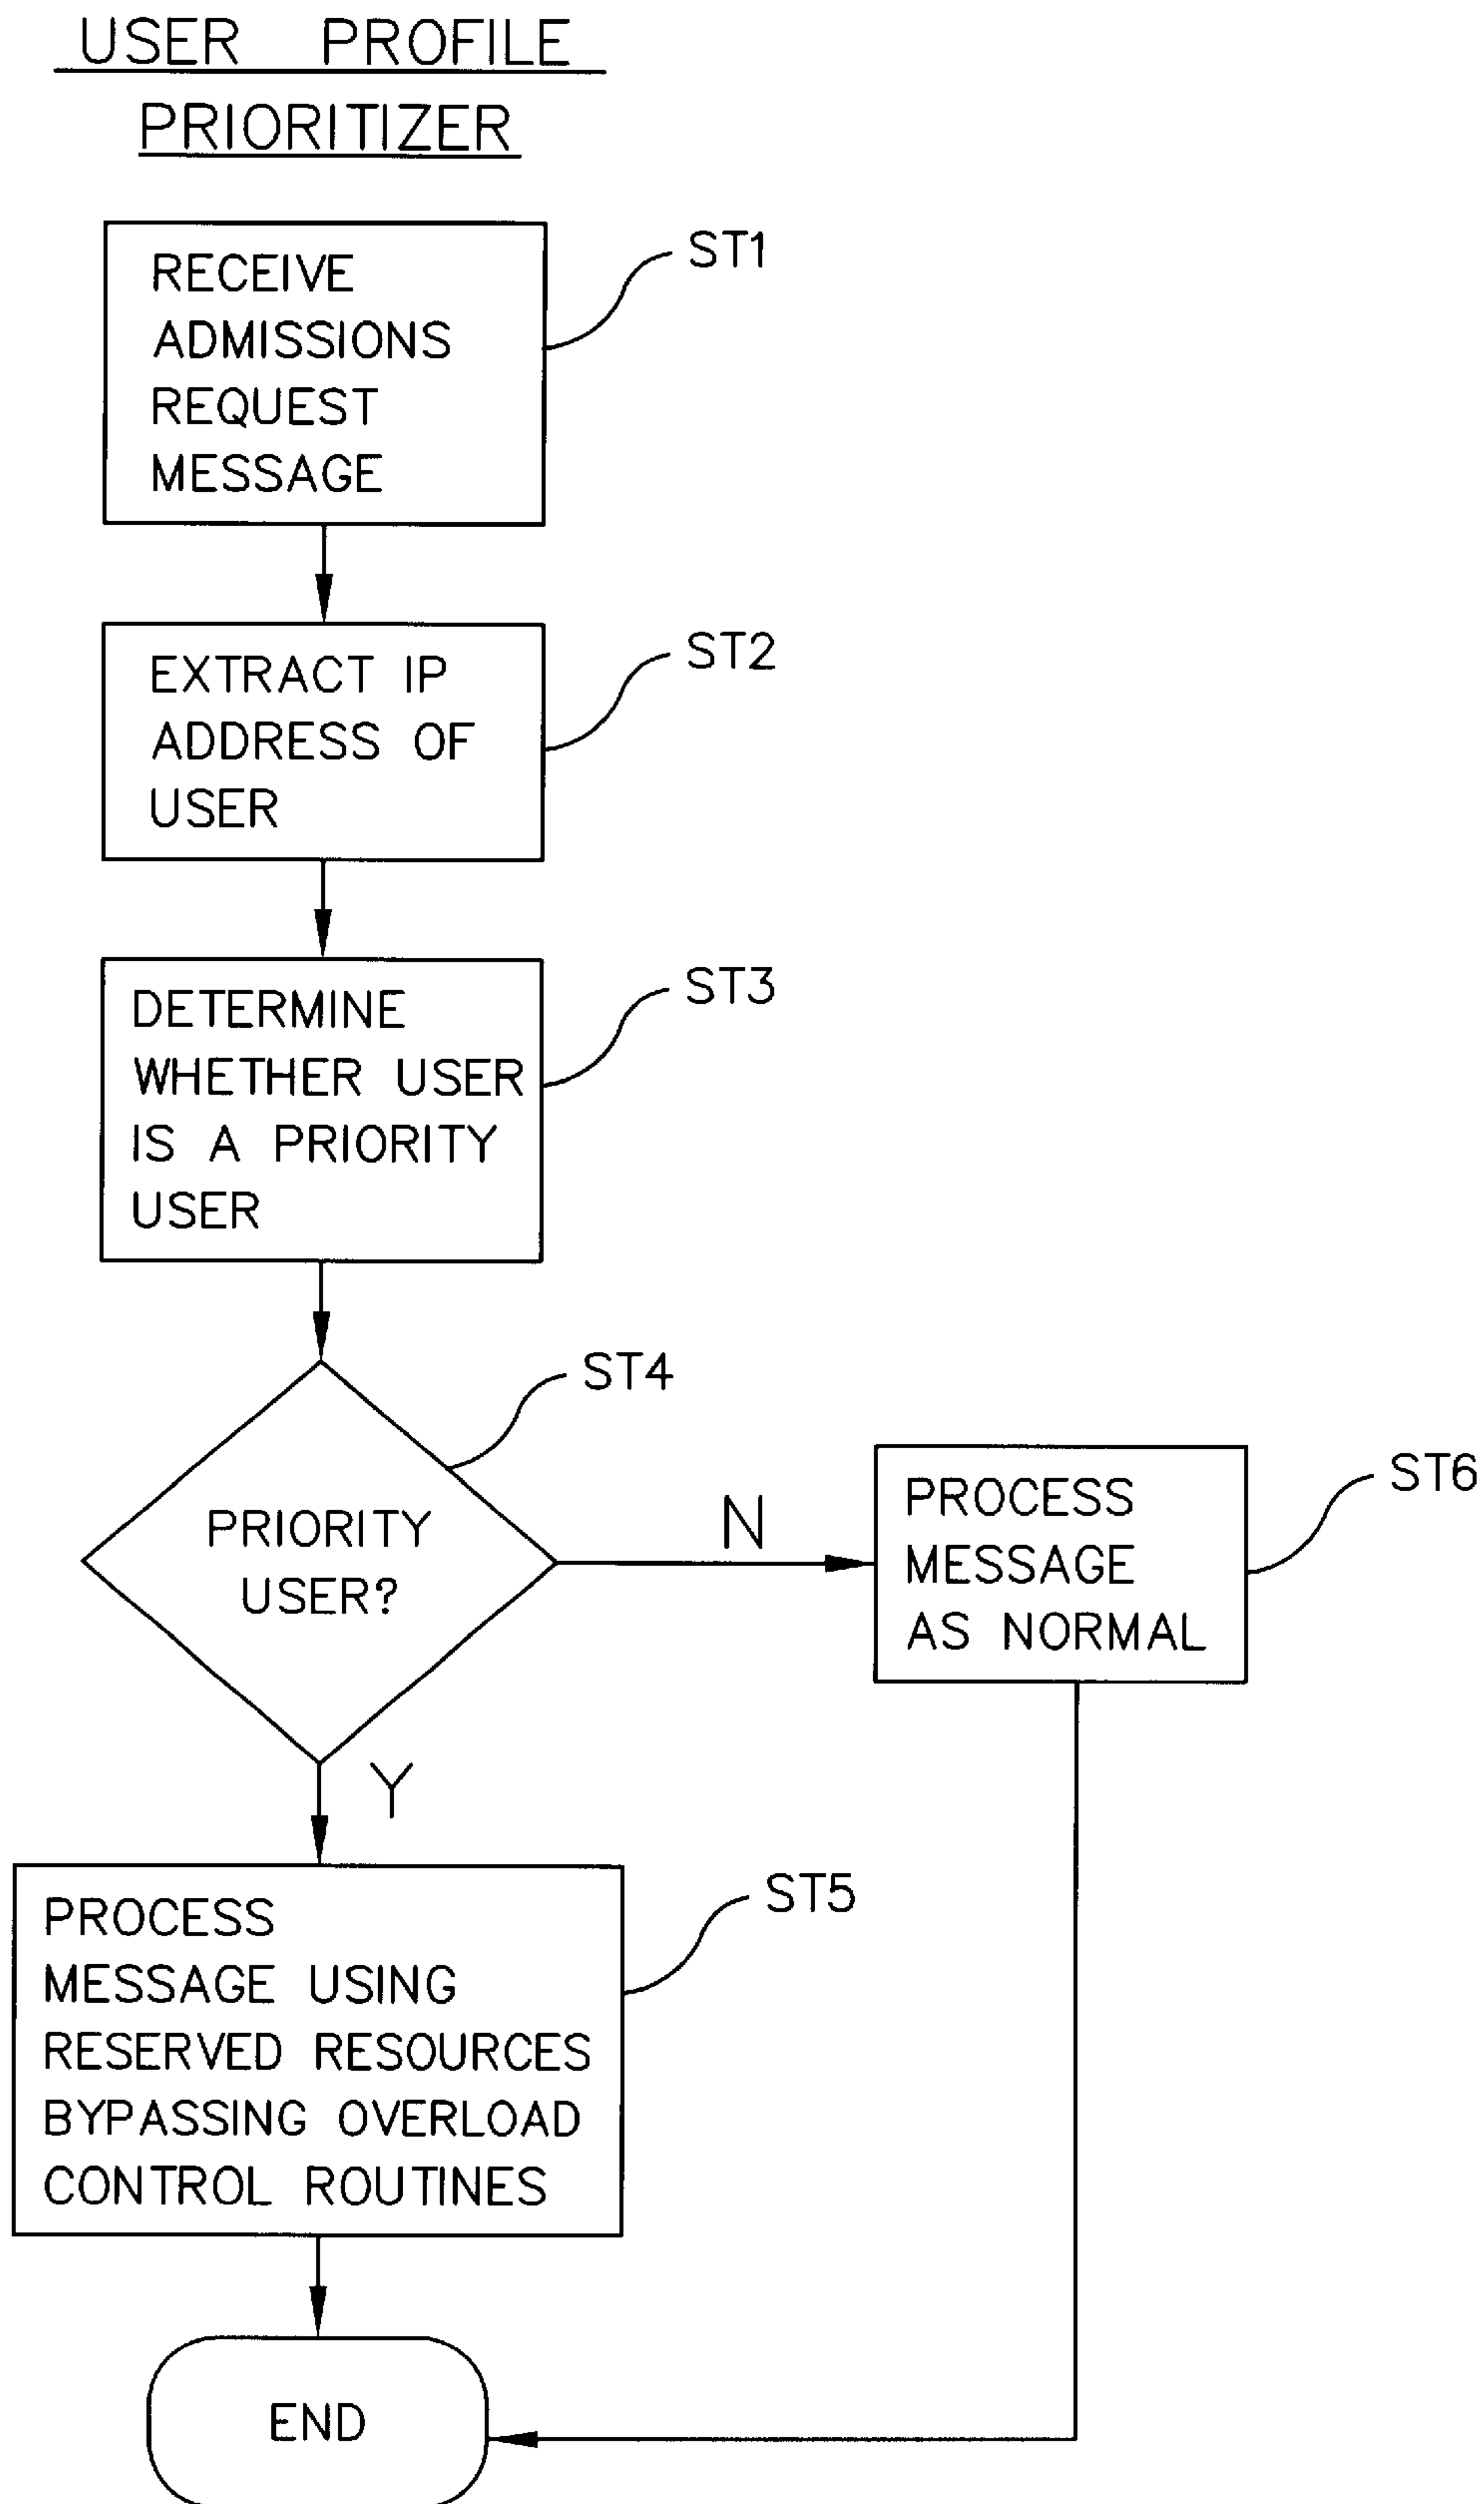 USER PROFILE
PRIORITIZER
RECEIVE
ADMISSIONS
REQUEST
MESSAGE
ST1
EXTRACT IP
ADDRESS OF
USER
ST2
DETERMINE
WHETHER USER
IS A PRIORITY
USER
ST3
PRIORITY
USER?
ST4
N
PROCESS
MESSAGE
AS NORMAL
ST6
Y
PROCESS
MESSAGE USING
RESERVED RESOURCES
BYPASSING OVERLOAD
CONTROL ROUTINES
ST5
END